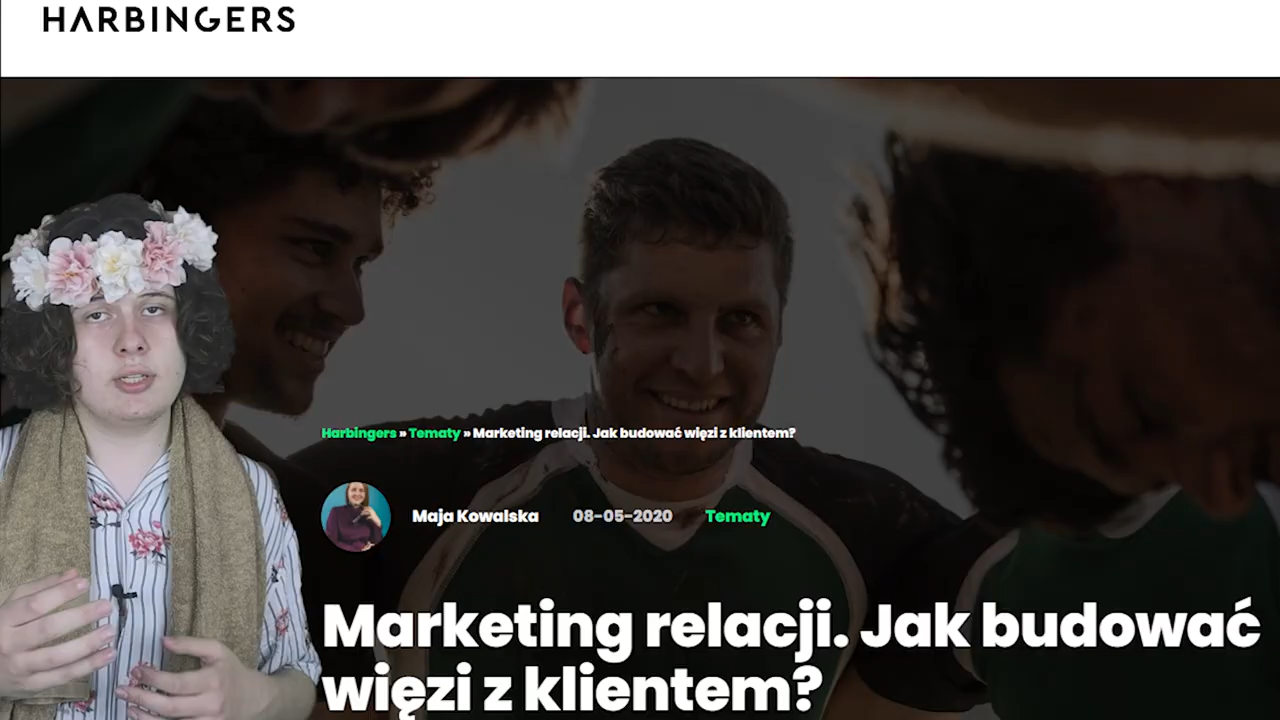 HARBINGERS
Harbingers » Tematy » Marketing relacji. Jak budować więzi z klientem?
Maja Kowalska 08-05-2020 Tematy
Marketing relacji. Jak budować
więzi z klientem?